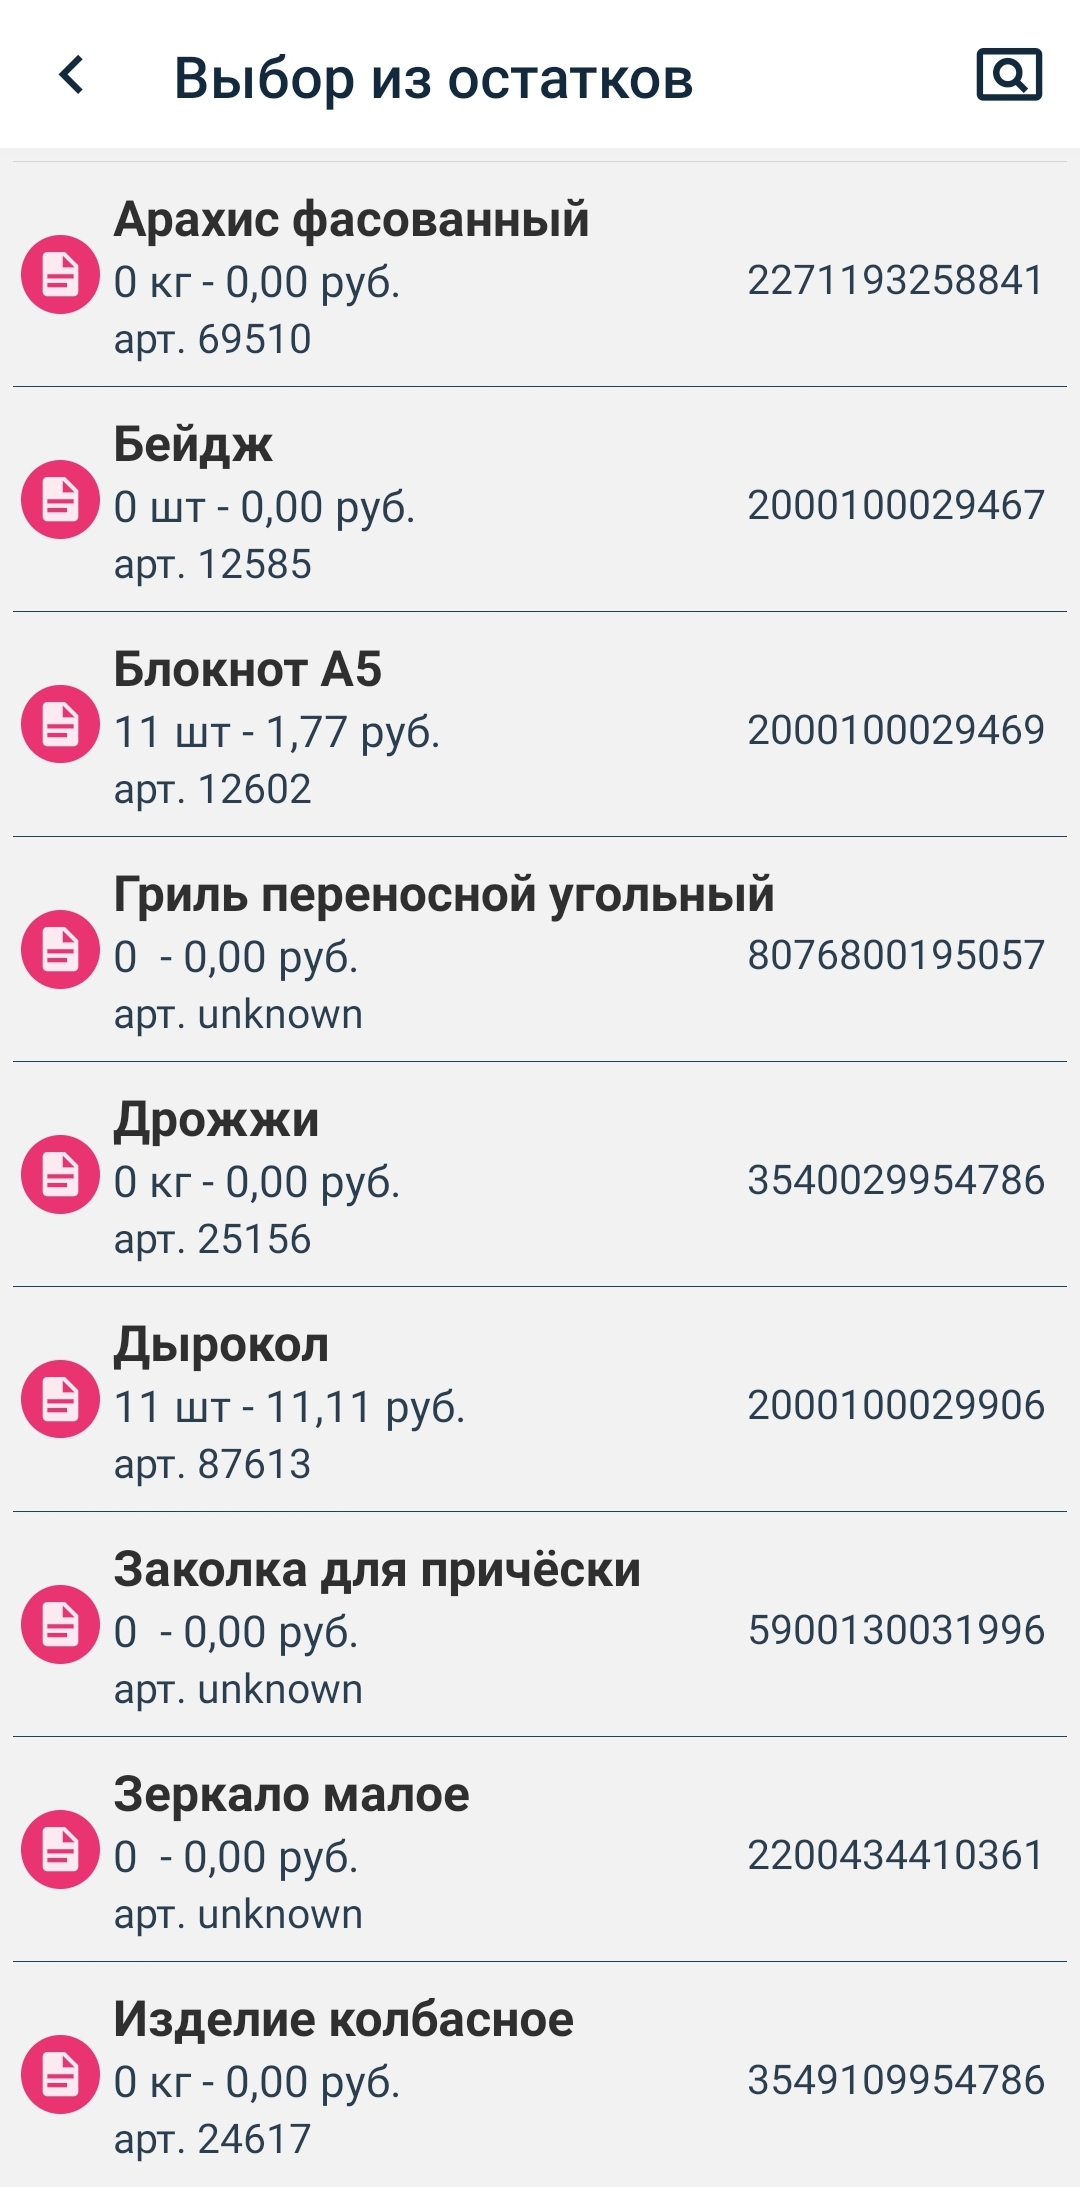 Выбор из остатков
Арахис фасованный
0 кг - 0,00 руб.
2271193258841
арт. 69510
Бейдж
0 шт - 0,00 руб.
2000100029467
арт. 12585
Блокнот А5
11 шт - 1,77 руб.
2000100029469
арт. 12602
Гриль переносной угольный
0  - 0,00 руб.
8076800195057
арт. unknown
Дрожжи
0 кг - 0,00 руб.
3540029954786
арт. 25156
Дырокол
11 шт - 11,11 руб.
2000100029906
арт. 87613
Заколка для причёски
0  - 0,00 руб.
5900130031996
арт. unknown
Зеркало малое
0  - 0,00 руб.
2200434410361
арт. unknown
Изделие колбасное
0 кг - 0,00 руб.
3549109954786
арт. 24617